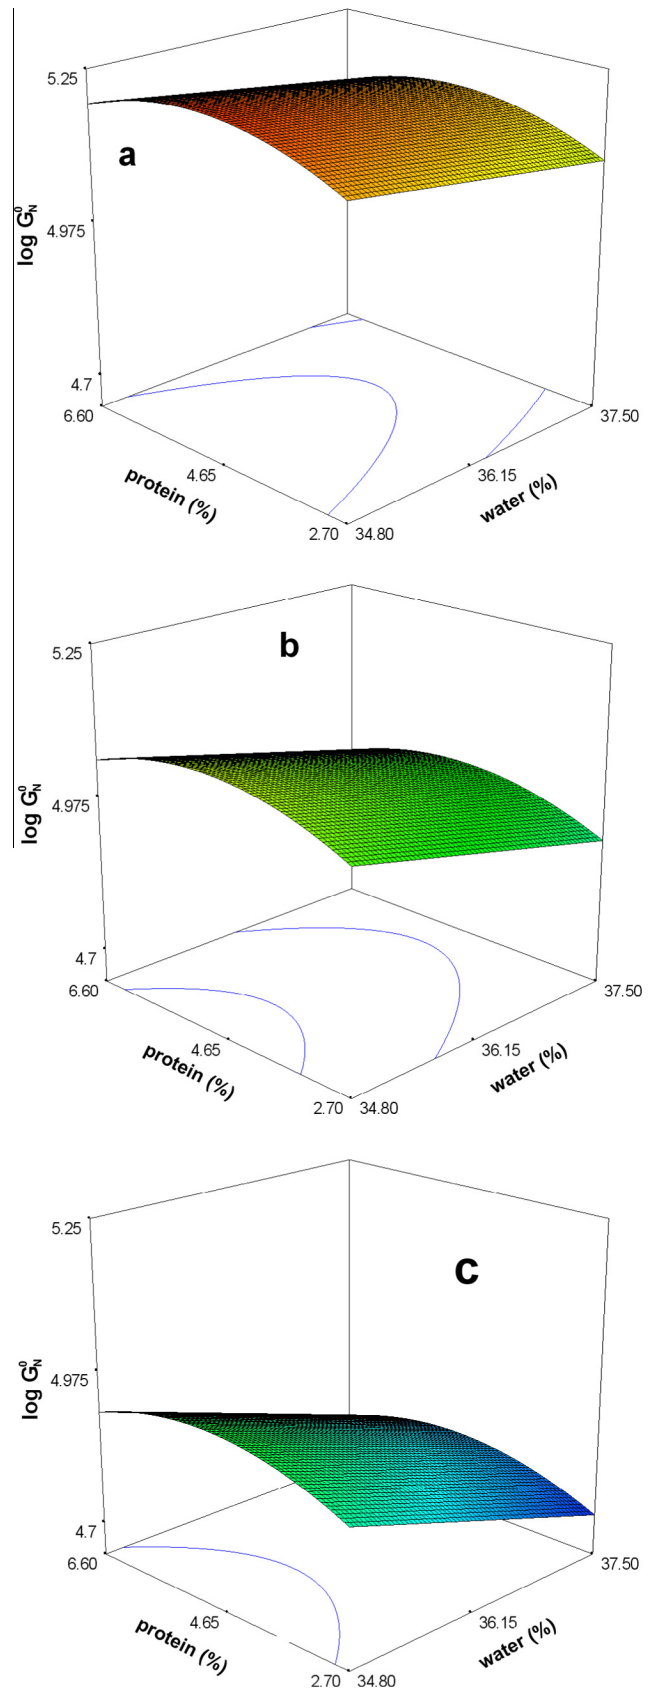 5.25
a
4.975
log G⁰N
4.7
6.60
37.50
4.65
36.15
protein (%)
water (%)
2.70
34.80
5.25
b
4.975
log G⁰N
4.7
6.60
37.50
4.65
36.15
protein (%)
water (%)
2.70
34.80
5.25
c
4.975
log G⁰N
4.7
6.60
37.50
4.65
36.15
protein (%)
water (%)
2.70
34.80